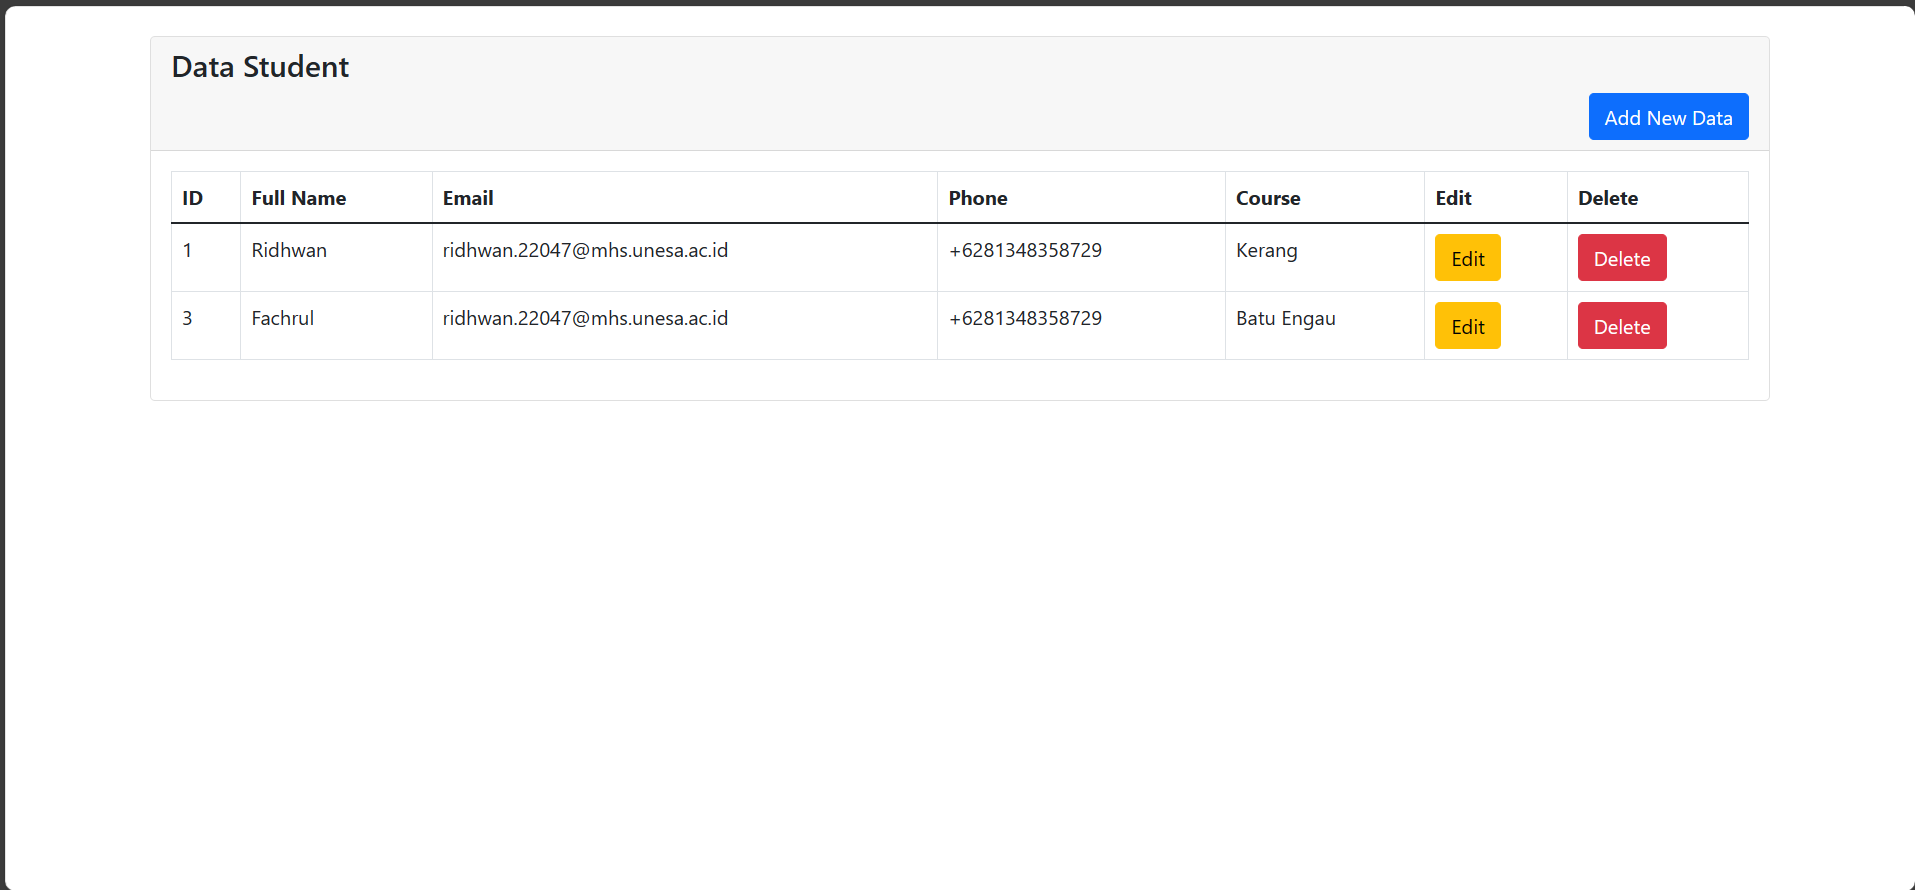 Data Student
Add New Data
ID Full Name Email Phone Course Edit Delete
1 Ridhwan ridhwan.22047@mhs.unesa.ac.id +6281348358729 Kerang Edit Delete
3 Fachrul ridhwan.22047@mhs.unesa.ac.id +6281348358729 Batu Engau Edit Delete